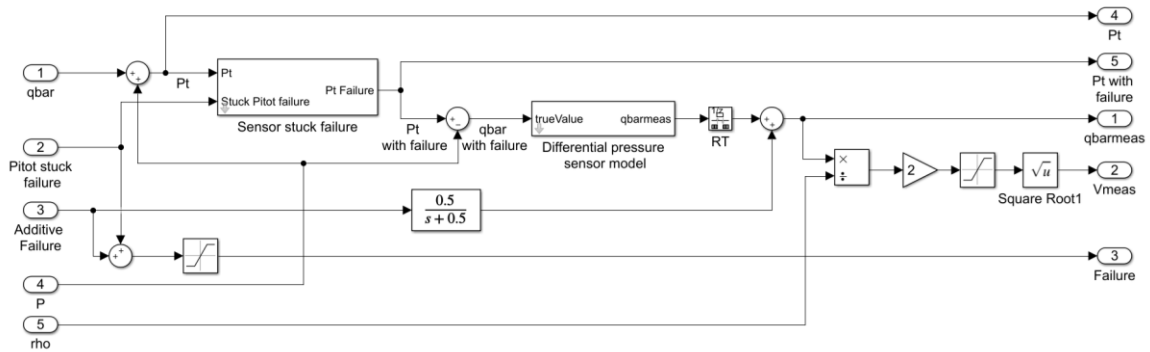 4
Pt
1
qbar
+
+
Pt
Pt
Stuck Pitot failure
Pt Failure
Sensor stuck failure
5
Pt with
failure
Pt
with failure
+
−
qbar
with failure
trueValue
qbarmeas
Differential pressure
sensor model
RT
+
+
1
qbarmeas
2
Pitot stuck
failure
×
÷
2
√u
Square Root1
2
Vmeas
3
Additive
Failure
0.5
s + 0.5
+
+
3
Failure
4
P
5
rho